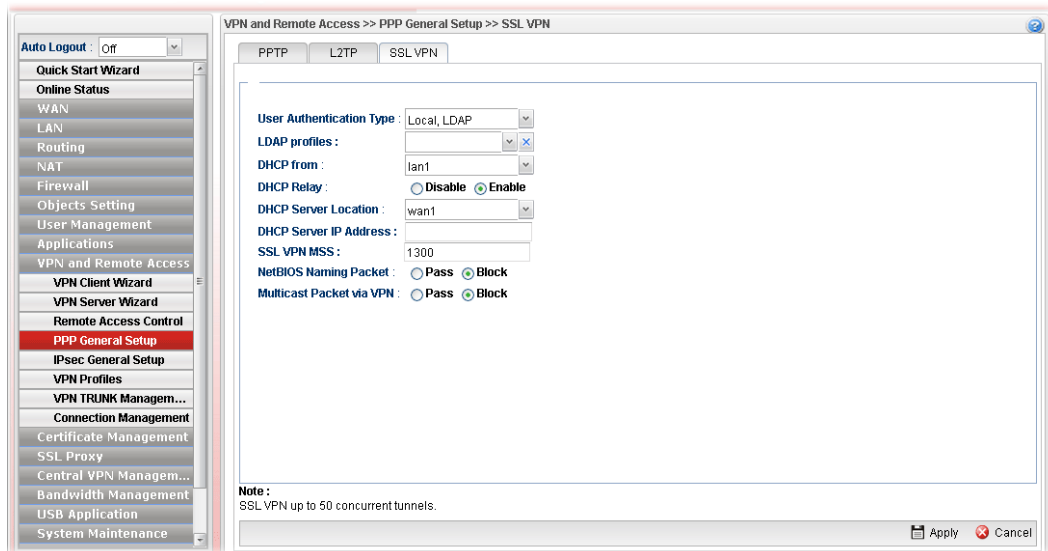 VPN and Remote Access >> PPP General Setup >> SSL VPN
Auto Logout : Off
Quick Start Wizard
Online Status
WAN
LAN
Routing
NAT
Firewall
Objects Setting
User Management
Applications
VPN and Remote Access
VPN Client Wizard
VPN Server Wizard
Remote Access Control
PPP General Setup
IPsec General Setup
VPN Profiles
VPN TRUNK Managem...
Connection Management
Certificate Management
SSL Proxy
Central VPN Managem...
Bandwidth Management
USB Application
System Maintenance
PPTP L2TP SSL VPN
User Authentication Type : Local, LDAP
LDAP profiles :
DHCP from : lan1
DHCP Relay : Disable Enable
DHCP Server Location : wan1
DHCP Server IP Address :
SSL VPN MSS : 1300
NetBIOS Naming Packet : Pass Block
Multicast Packet via VPN : Pass Block
Note :
SSL VPN up to 50 concurrent tunnels.
Apply Cancel